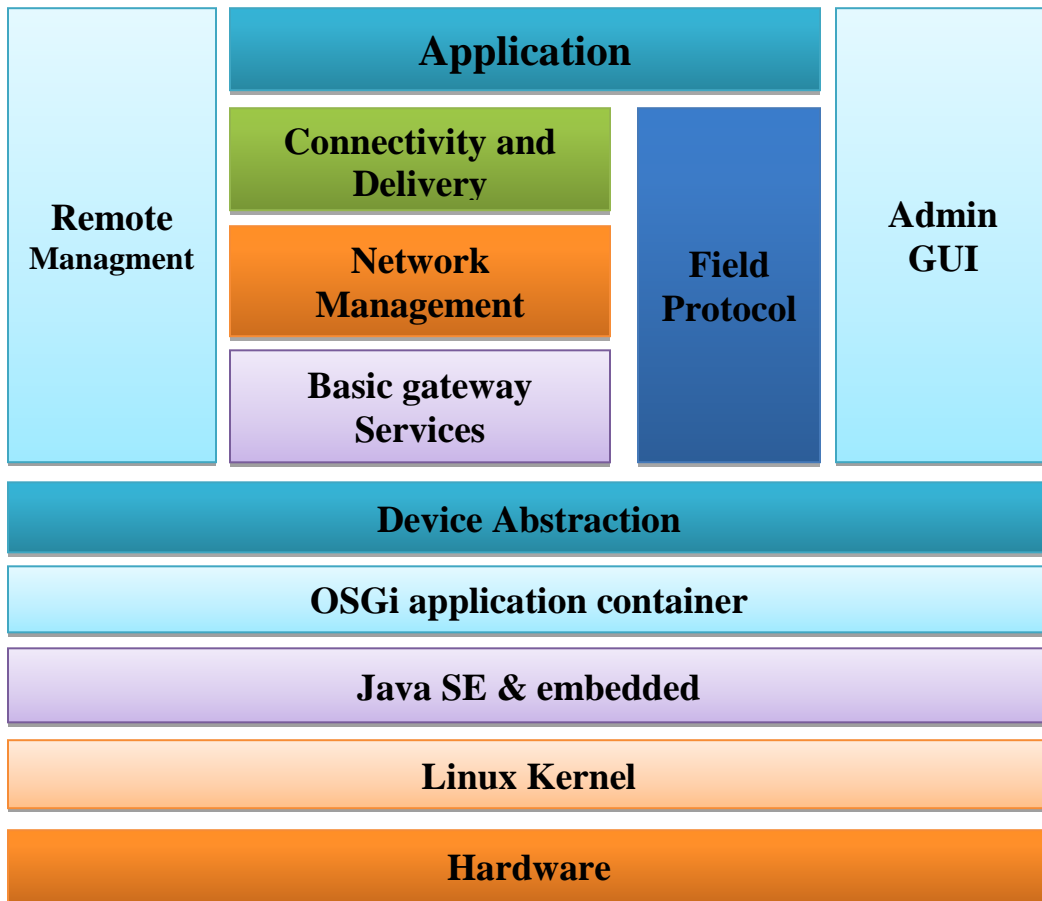 Application
Connectivity and
Delivery
Remote
Managment
Network
Management
Field
Protocol
Admin
GUI
Basic gateway
Services
Device Abstraction
OSGi application container
Java SE & embedded
Linux Kernel
Hardware